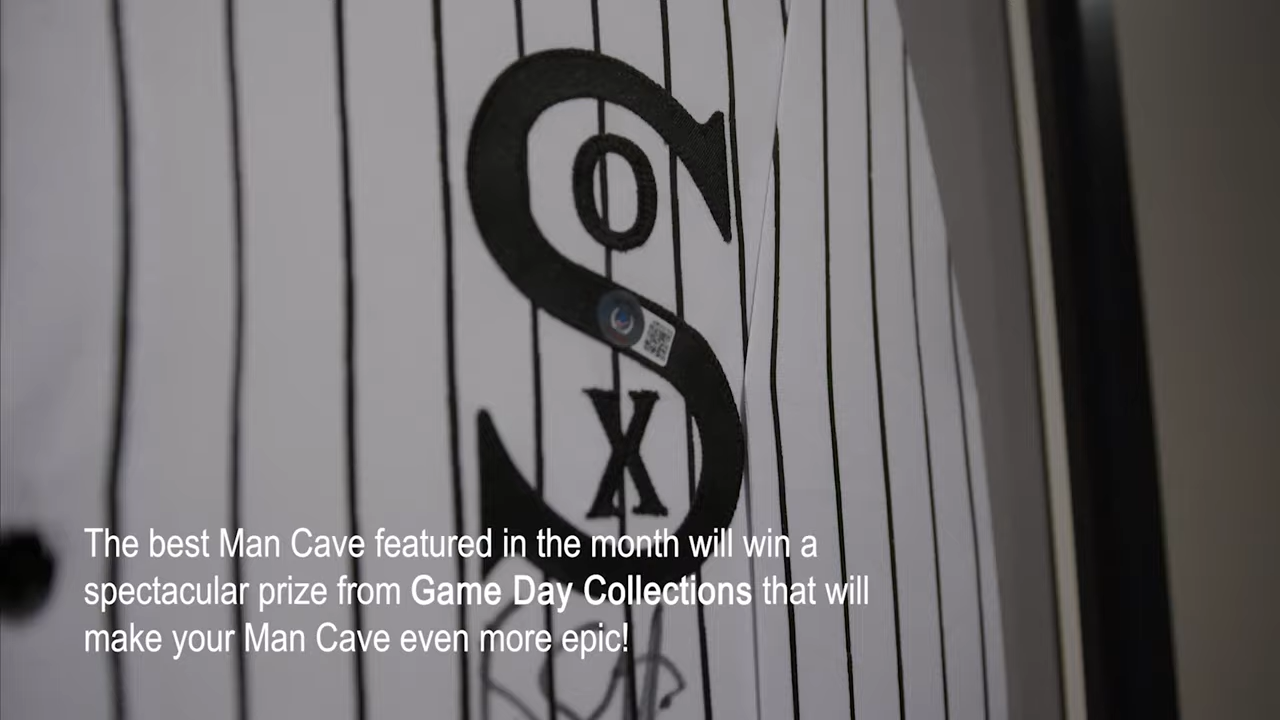 SOX
The best Man Cave featured in the month will win a
spectacular prize from Game Day Collections that will
make your Man Cave even more epic!